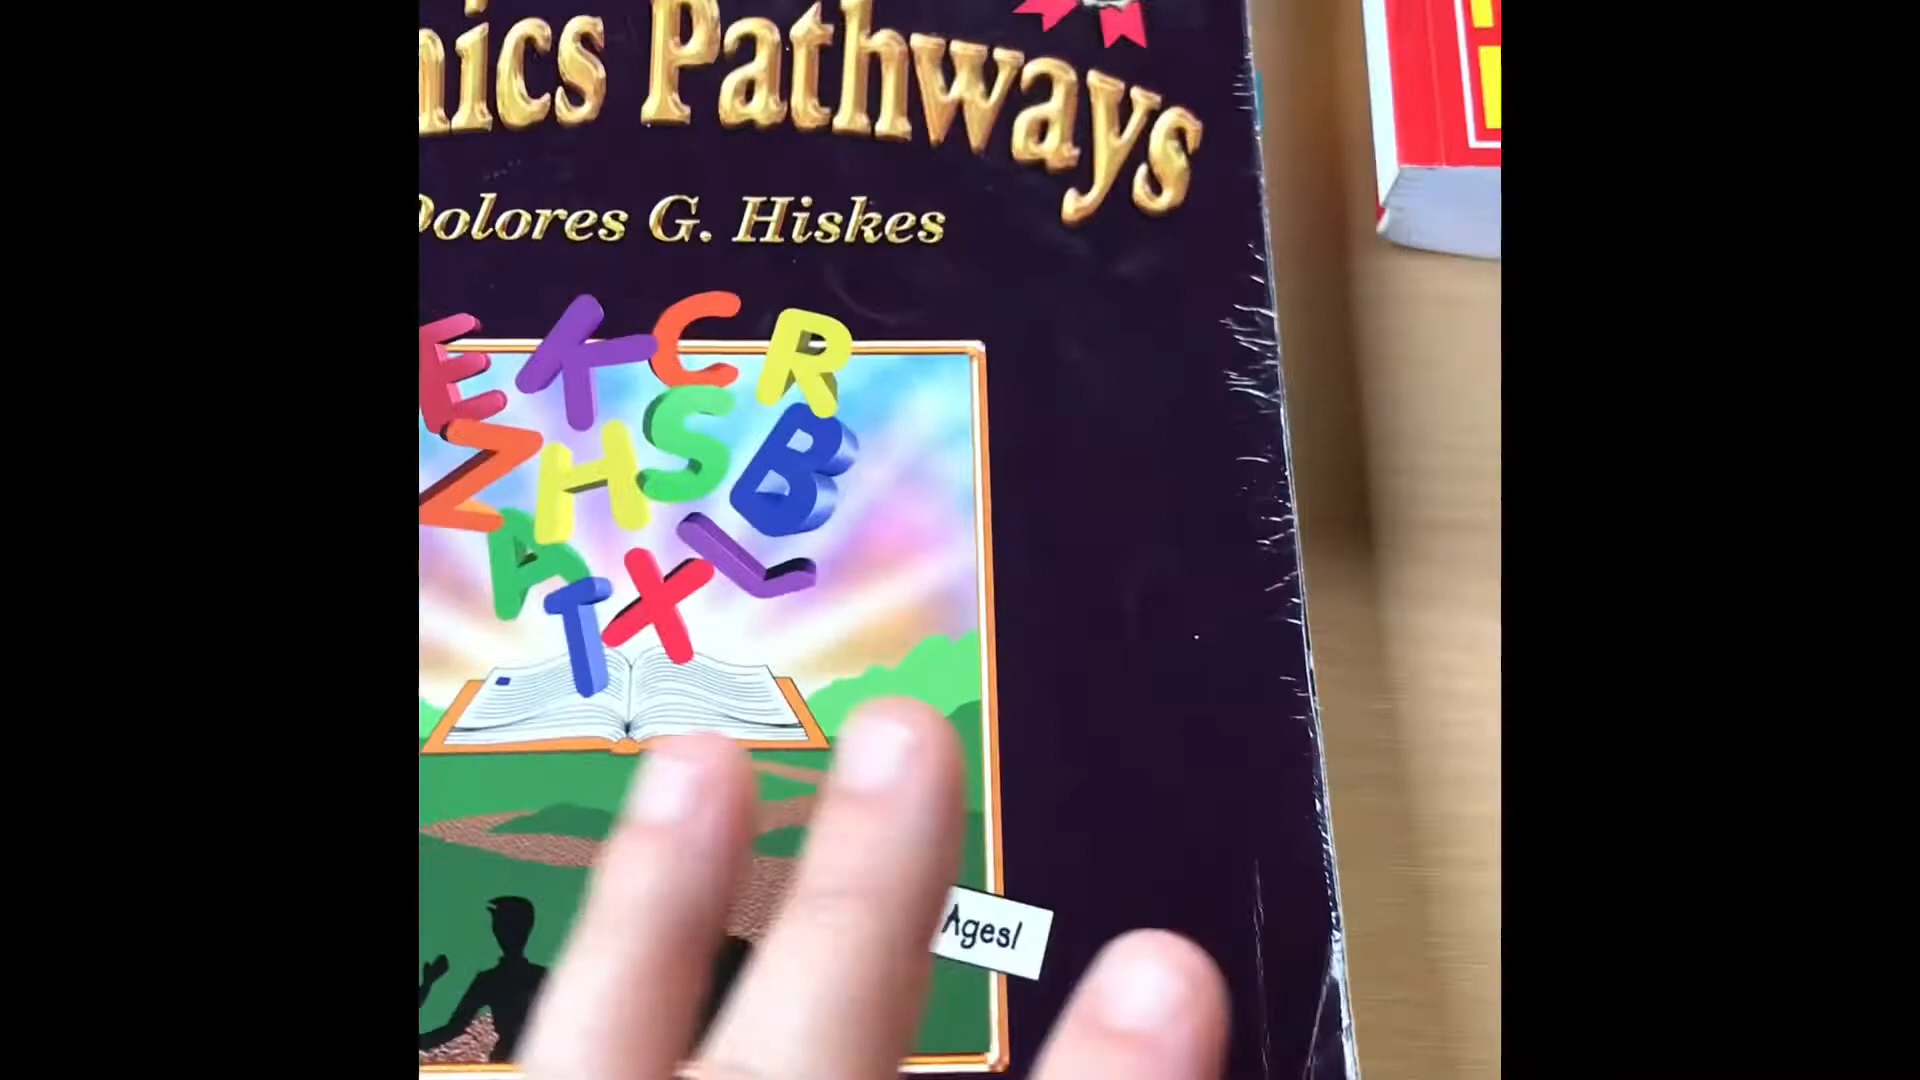 nics Pathways
Dolores G. Hiskes
E K C R
Z H S B
A L
T X
Ages!